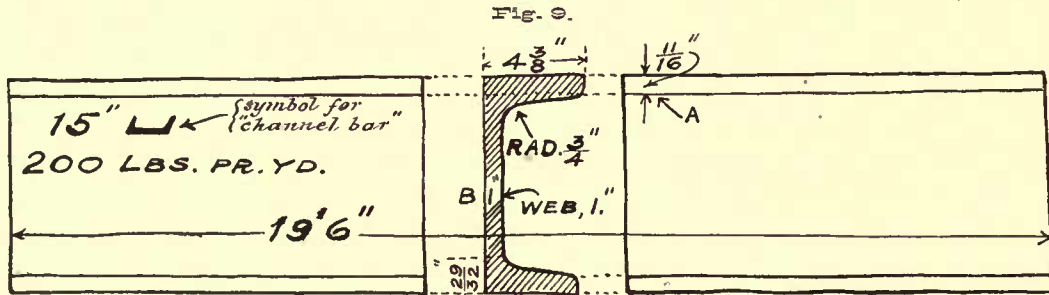 Fig. 9.
4 3/8"
11/16"
A
15" {symbol for
"channel bar"
200 LBS. PR. YD.
RAD. 3/4"
B 1" WEB, 1."
19' 6"
29/32"